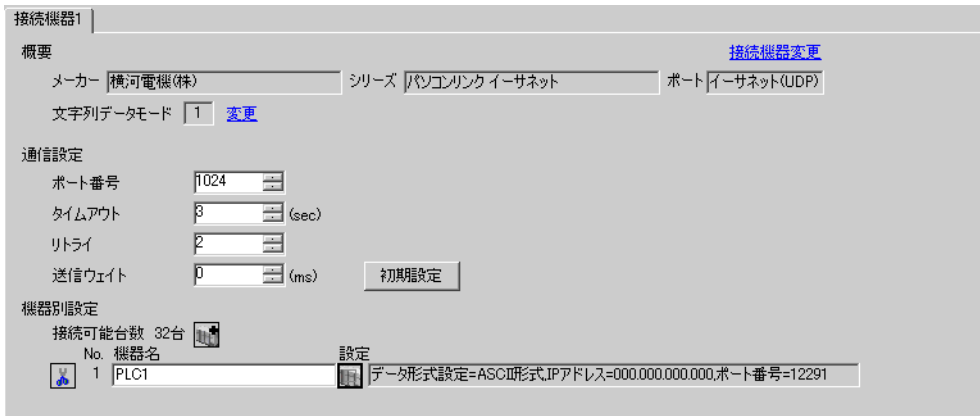 接続機器1
概要
接続機器変更
メーカー 横河電機(株) シリーズ パソコンリンク イーサネット ポート イーサネット(UDP)
文字列データモード 1 変更
通信設定
ポート番号 1024
タイムアウト 3 (sec)
リトライ 2
送信ウェイト 0 (ms) 初期設定
機器別設定
接続可能台数 32台
No. 機器名 設定
1 PLC1 データ形式設定=ASCII形式,IPアドレス=000.000.000.000,ポート番号=12291